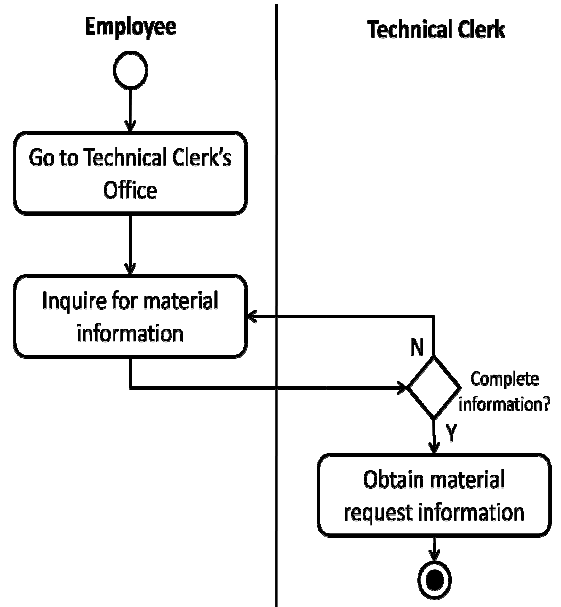 Employee
Technical Clerk
Go to Technical Clerk's
Office
Inquire for material
information
N
Complete
information?
Y
Obtain material
request information